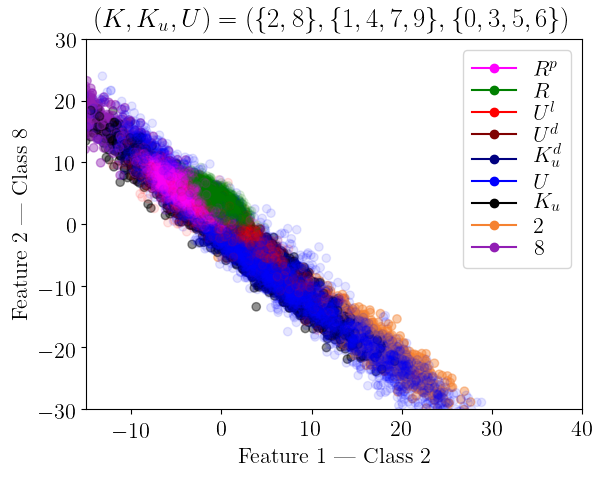 (K, K_u, U) = ({2, 8}, {1, 4, 7, 9}, {0, 3, 5, 6})
30
20
10
0
−10
−20
−30
Feature 2 — Class 8
R^p
R
U^l
U^d
K_u^d
U
K_u
2
8
−10
0
10
20
30
40
Feature 1 — Class 2